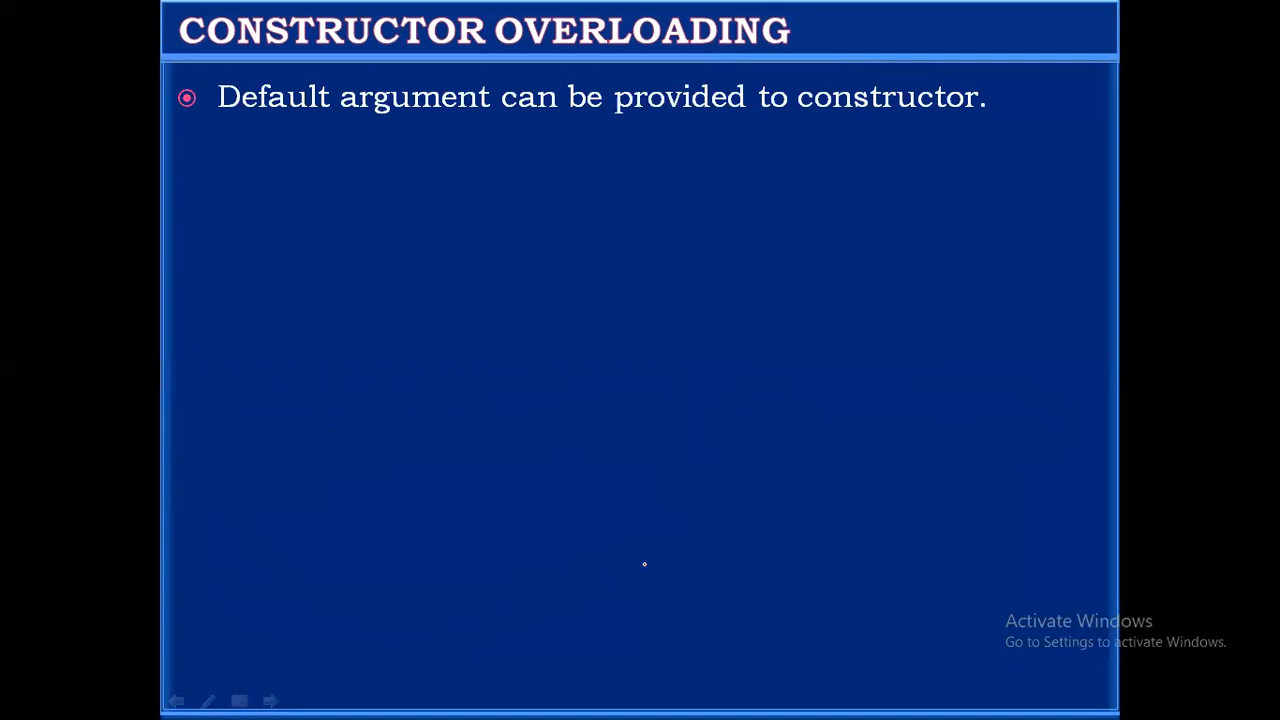 CONSTRUCTOR OVERLOADING
Default argument can be provided to constructor.
Activate Windows
Go to Settings to activate Windows.